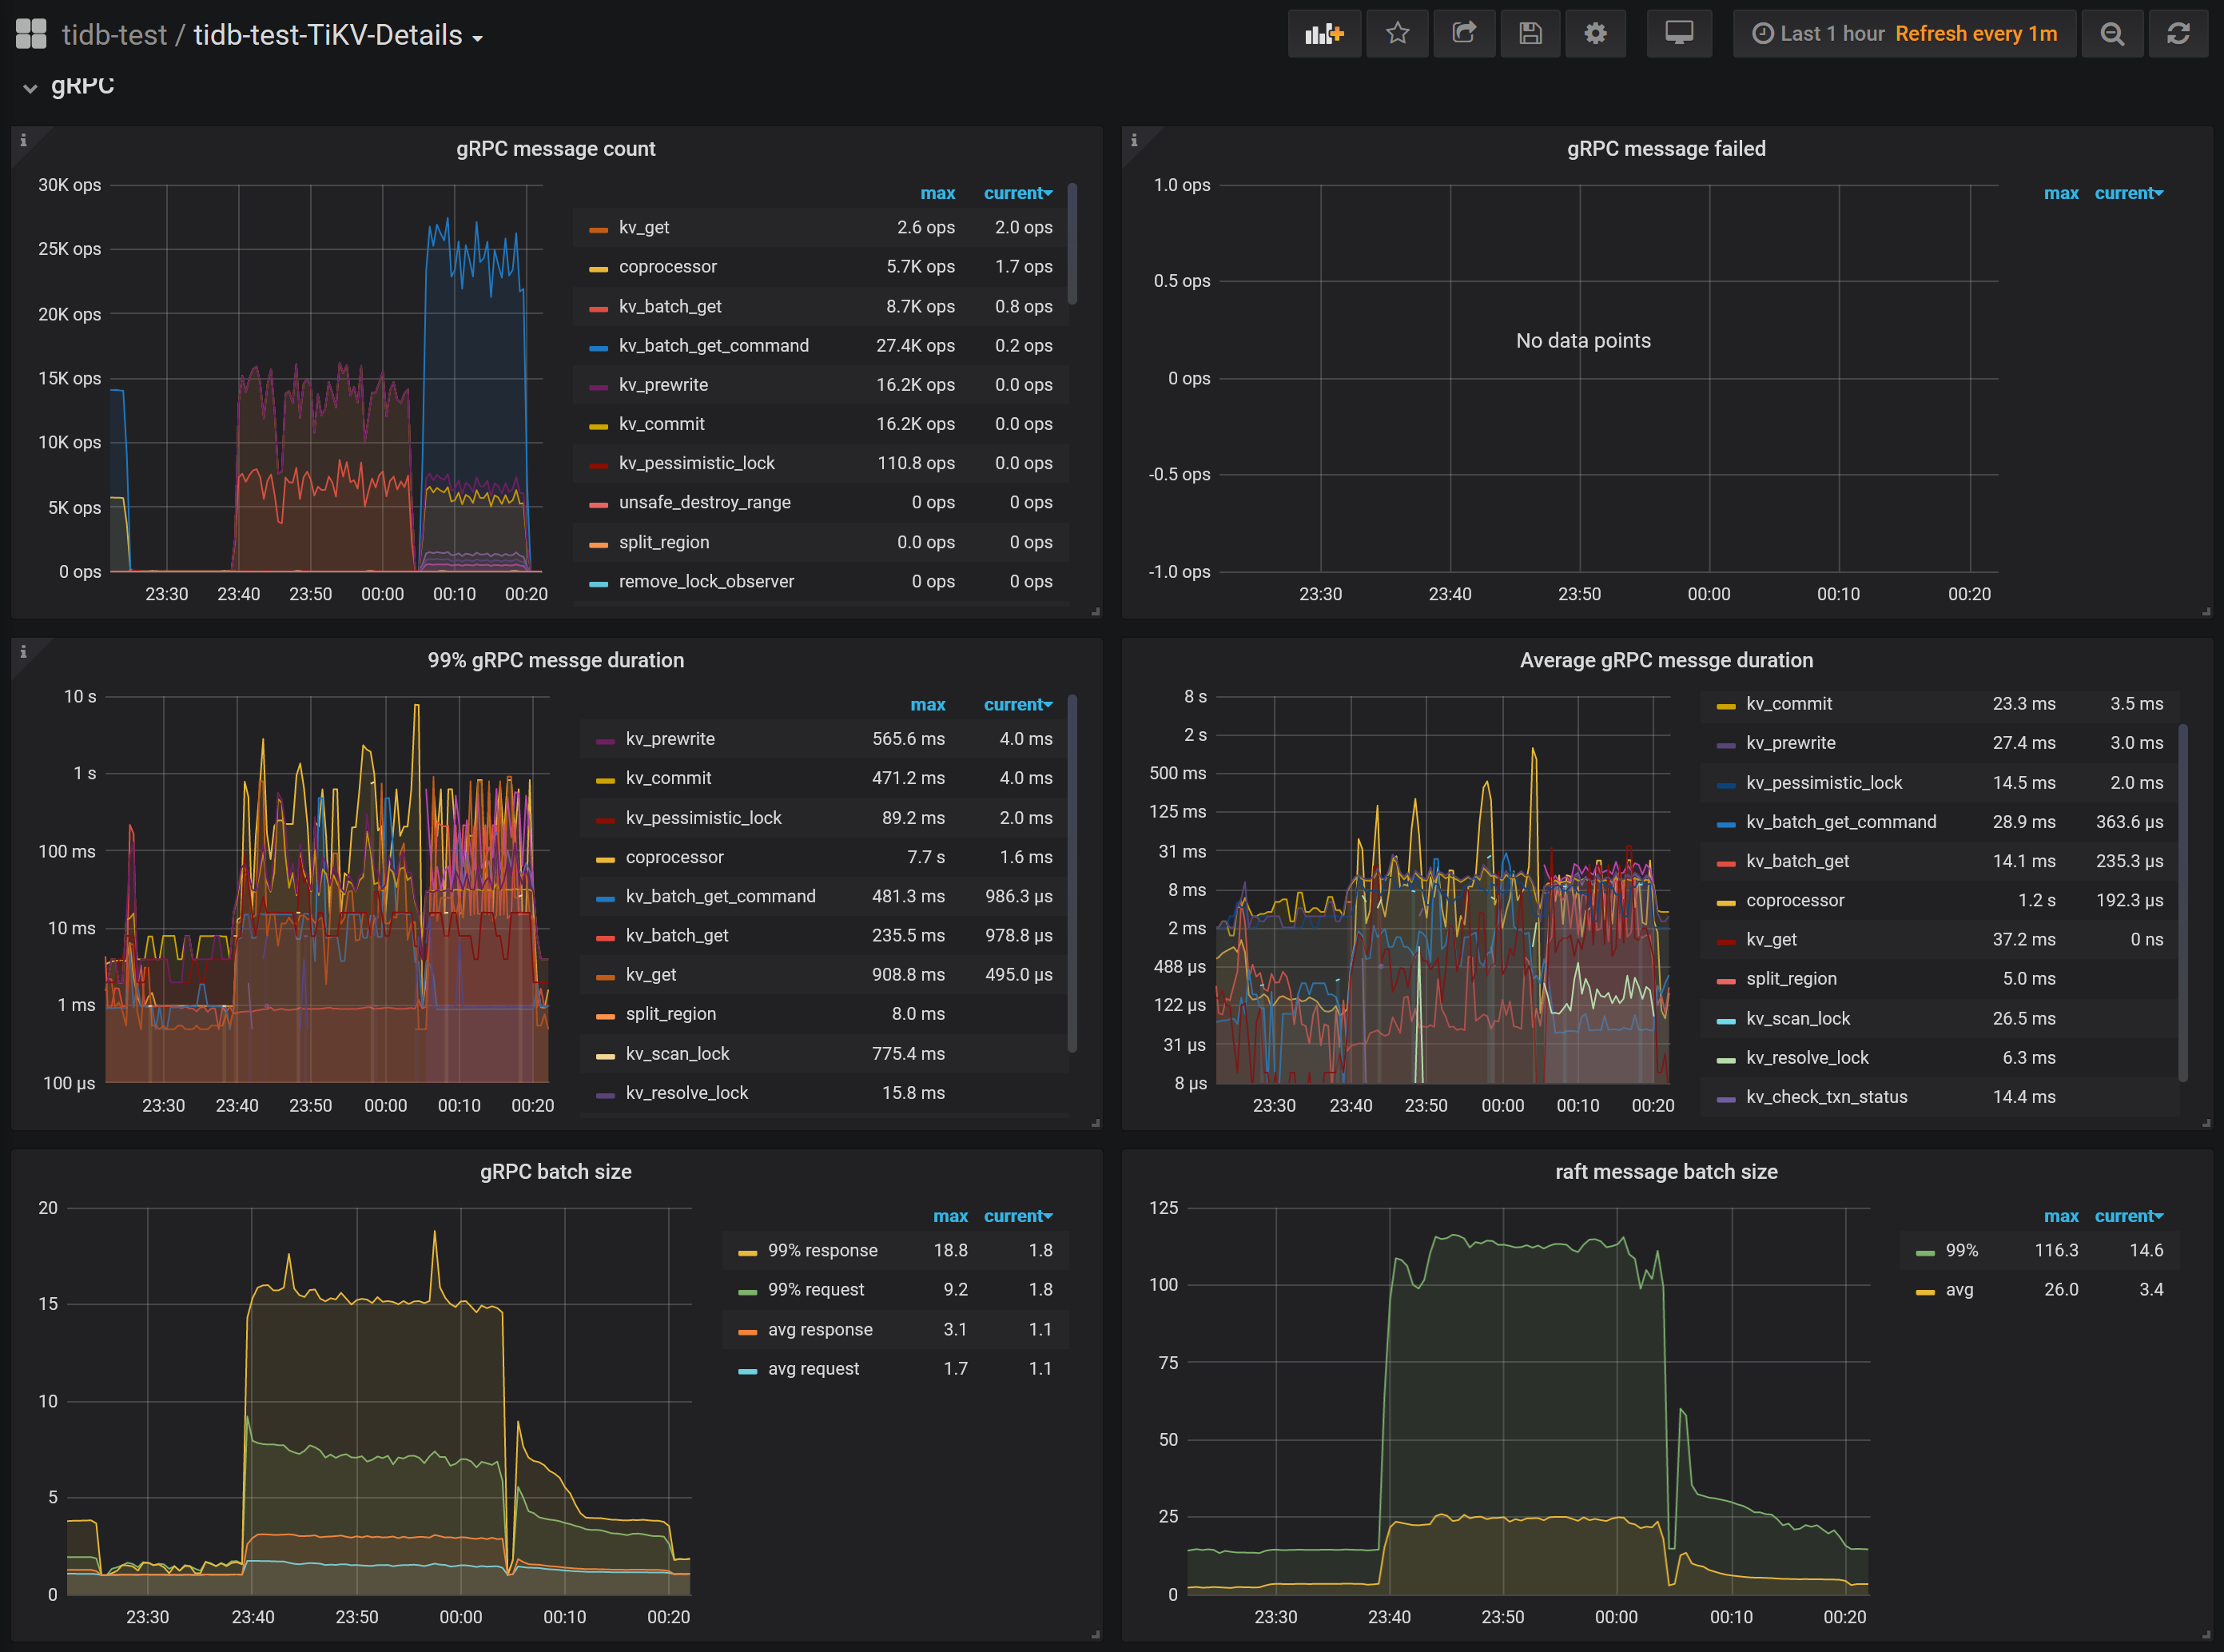 tidb-test / tidb-test-TiKV-Details
Last 1 hour Refresh every 1m
gRPC
gRPC message count
30K ops
25K ops
20K ops
15K ops
10K ops
5K ops
0 ops
23:30 23:40 23:50 00:00 00:10 00:20
max current
kv_get 2.6 ops 2.0 ops
coprocessor 5.7K ops 1.7 ops
kv_batch_get 8.7K ops 0.8 ops
kv_batch_get_command 27.4K ops 0.2 ops
kv_prewrite 16.2K ops 0.0 ops
kv_commit 16.2K ops 0.0 ops
kv_pessimistic_lock 110.8 ops 0.0 ops
unsafe_destroy_range 0 ops 0 ops
split_region 0.0 ops 0 ops
remove_lock_observer 0 ops 0 ops
gRPC message failed
1.0 ops
0.5 ops
0 ops
-0.5 ops
-1.0 ops
No data points
23:30 23:40 23:50 00:00 00:10 00:20
max current
99% gRPC messge duration
10 s
1 s
100 ms
10 ms
1 ms
100 µs
23:30 23:40 23:50 00:00 00:10 00:20
max current
kv_prewrite 565.6 ms 4.0 ms
kv_commit 471.2 ms 4.0 ms
kv_pessimistic_lock 89.2 ms 2.0 ms
coprocessor 7.7 s 1.6 ms
kv_batch_get_command 481.3 ms 986.3 µs
kv_batch_get 235.5 ms 978.8 µs
kv_get 908.8 ms 495.0 µs
split_region 8.0 ms
kv_scan_lock 775.4 ms
kv_resolve_lock 15.8 ms
Average gRPC messge duration
8 s
2 s
500 ms
125 ms
31 ms
8 ms
2 ms
488 µs
122 µs
31 µs
8 µs
23:30 23:40 23:50 00:00 00:10 00:20
kv_commit 23.3 ms 3.5 ms
kv_prewrite 27.4 ms 3.0 ms
kv_pessimistic_lock 14.5 ms 2.0 ms
kv_batch_get_command 28.9 ms 363.6 µs
kv_batch_get 14.1 ms 235.3 µs
coprocessor 1.2 s 192.3 µs
kv_get 37.2 ms 0 ns
split_region 5.0 ms
kv_scan_lock 26.5 ms
kv_resolve_lock 6.3 ms
kv_check_txn_status 14.4 ms
gRPC batch size
20
15
10
5
0
23:30 23:40 23:50 00:00 00:10 00:20
max current
99% response 18.8 1.8
99% request 9.2 1.8
avg response 3.1 1.1
avg request 1.7 1.1
raft message batch size
125
100
75
50
25
0
23:30 23:40 23:50 00:00 00:10 00:20
max current
99% 116.3 14.6
avg 26.0 3.4